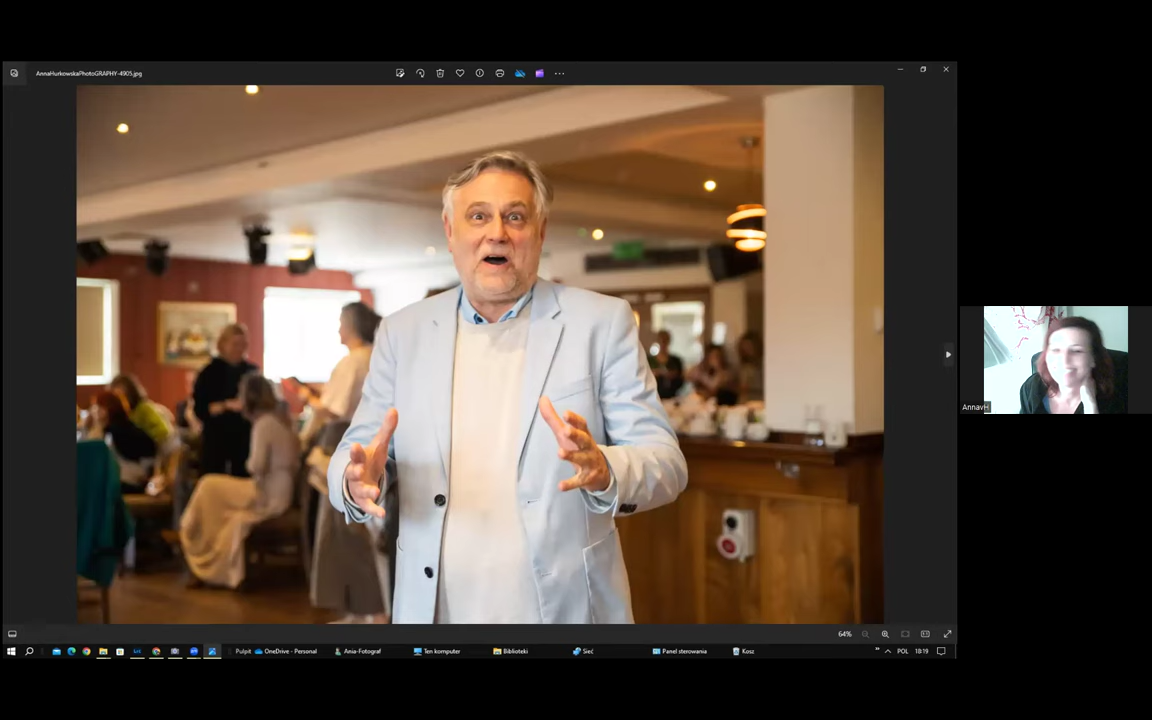 AnnaHurkowskaPhotoGRAPHY-4905.jpg
AnnavH
64%
Pulpit OneDrive - Personal Ania-Fotograf Ten komputer Biblioteki Sieć Panel sterowania Kosz POL 18:19